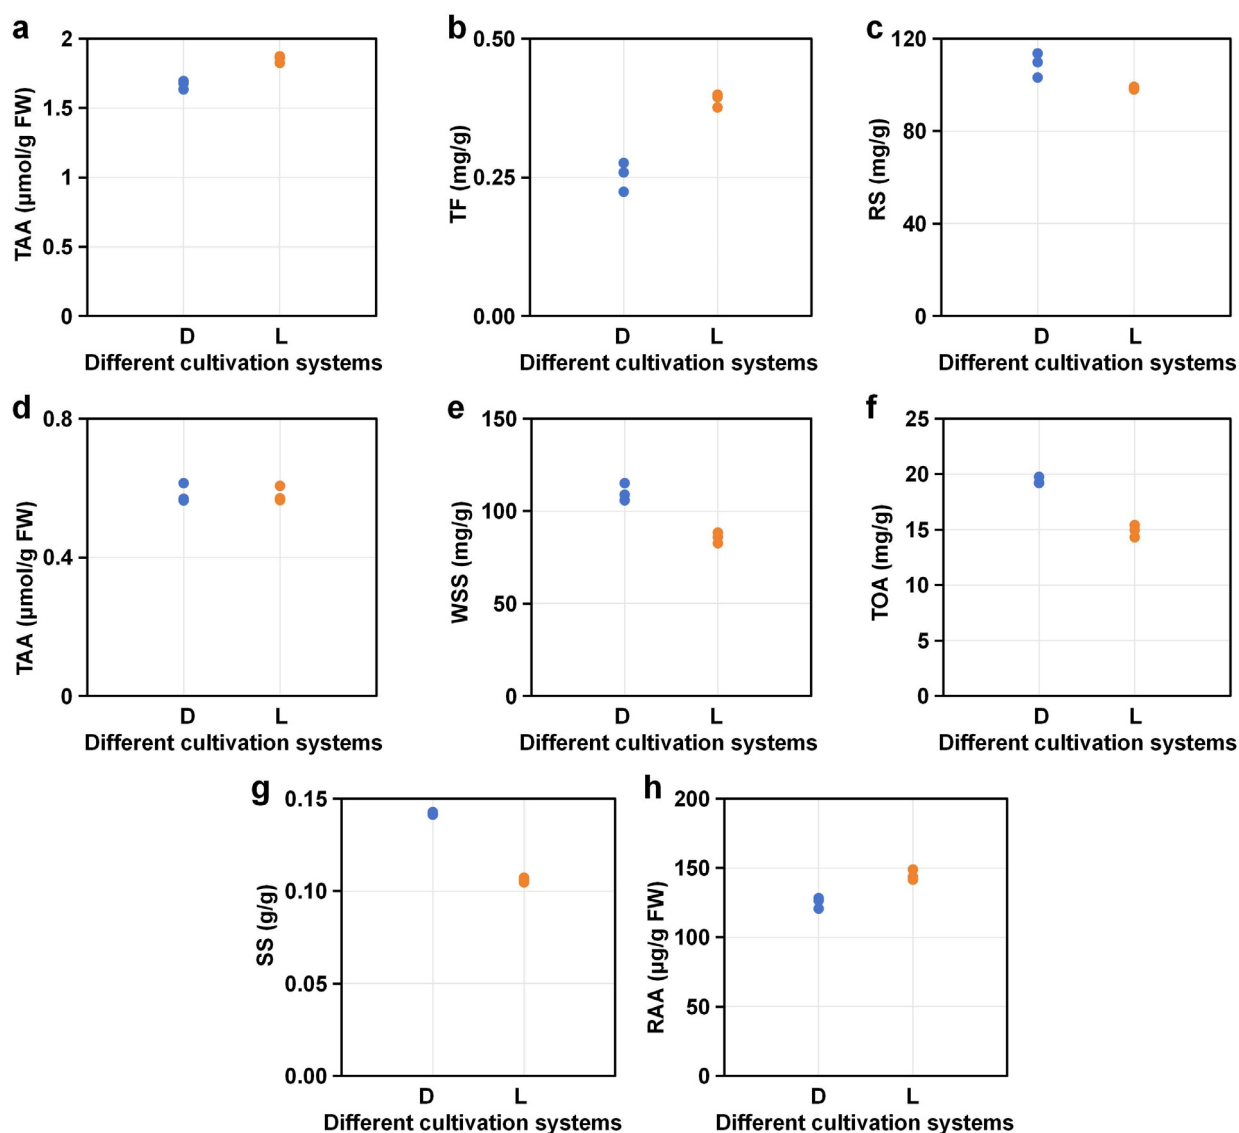 a
TAA (μmol/g FW)
2
1.5
1
0.5
0
D L
Different cultivation systems
b
TF (mg/g)
0.50
0.25
0.00
D L
Different cultivation systems
c
RS (mg/g)
120
80
40
0
D L
Different cultivation systems
d
TAA (μmol/g FW)
0.8
0.4
0
D L
Different cultivation systems
e
WSS (mg/g)
150
100
50
0
D L
Different cultivation systems
f
TOA (mg/g)
25
20
15
10
5
0
D L
Different cultivation systems
g
SS (g/g)
0.15
0.10
0.05
0.00
D L
Different cultivation systems
h
RAA (μg/g FW)
200
150
100
50
0
D L
Different cultivation systems